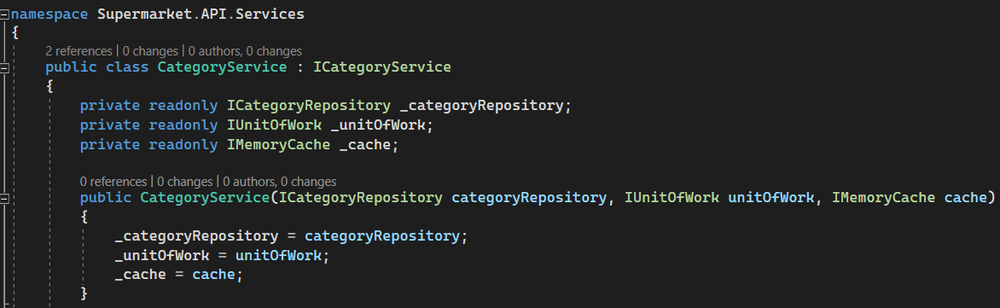 namespace Supermarket.API.Services
{
2 references | 0 changes | 0 authors, 0 changes
public class CategoryService : ICategoryService
{
private readonly ICategoryRepository _categoryRepository;
private readonly IUnitOfWork _unitOfWork;
private readonly IMemoryCache _cache;
0 references | 0 changes | 0 authors, 0 changes
public CategoryService(ICategoryRepository categoryRepository, IUnitOfWork unitOfWork, IMemoryCache cache)
{
_categoryRepository = categoryRepository;
_unitOfWork = unitOfWork;
_cache = cache;
}